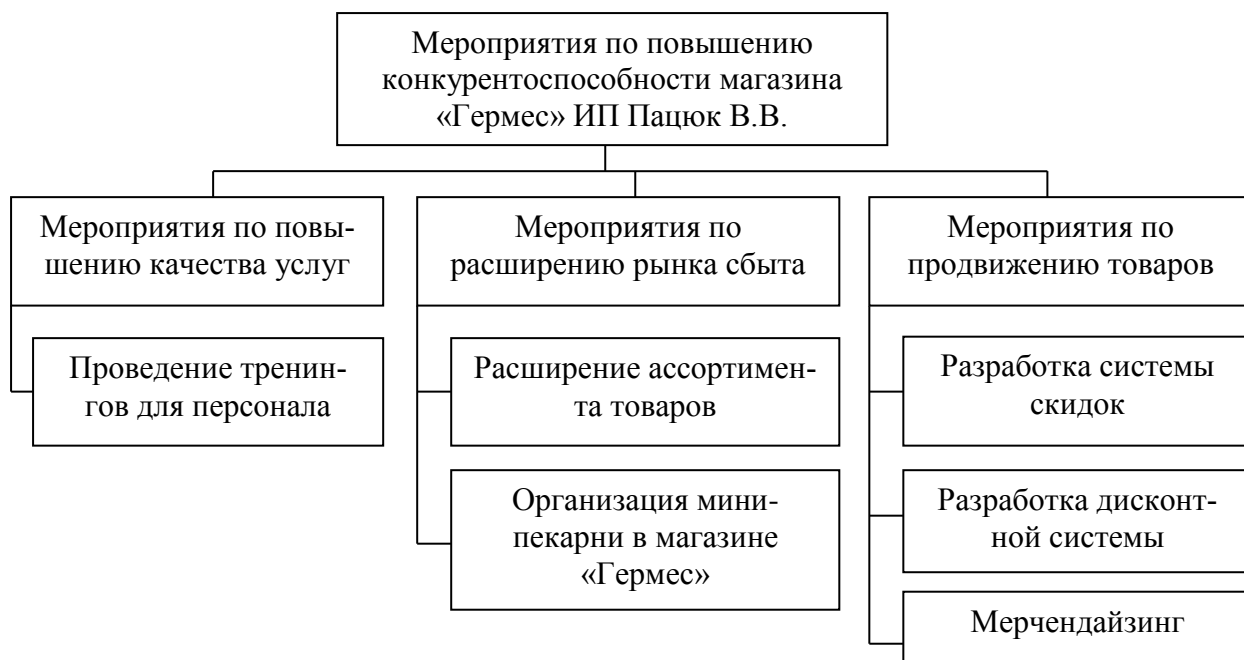 Мероприятия по повышению
конкурентоспособности магазина
«Гермес» ИП Пацюк В.В.
Мероприятия по повы-
шению качества услуг
Мероприятия по
расширению рынка сбыта
Мероприятия по
продвижению товаров
Проведение тренин-
гов для персонала
Расширение ассортимен-
та товаров
Разработка системы
скидок
Организация мини-
пекарни в магазине
«Гермес»
Разработка дисконт-
ной системы
Мерчендайзинг